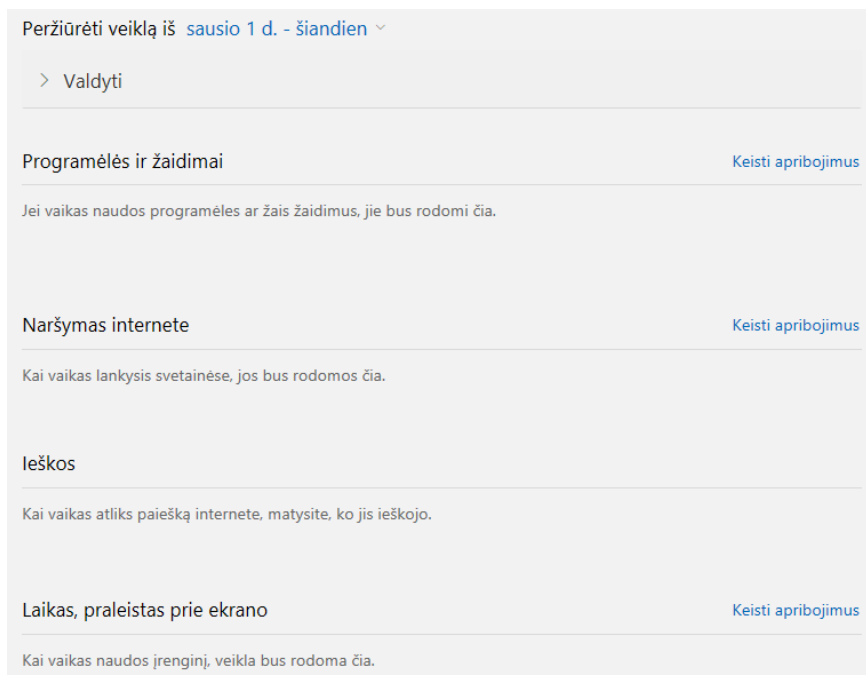 Peržiūrėti veiklą iš sausio 1 d. - šiandien
Valdyti
Programėlės ir žaidimai Keisti apribojimus
Jei vaikas naudos programėles ar žais žaidimus, jie bus rodomi čia.
Naršymas internete Keisti apribojimus
Kai vaikas lankysis svetainėse, jos bus rodomos čia.
Ieškos
Kai vaikas atliks paiešką internete, matysite, ko jis ieškojo.
Laikas, praleistas prie ekrano Keisti apribojimus
Kai vaikas naudos įrenginį, veikla bus rodoma čia.